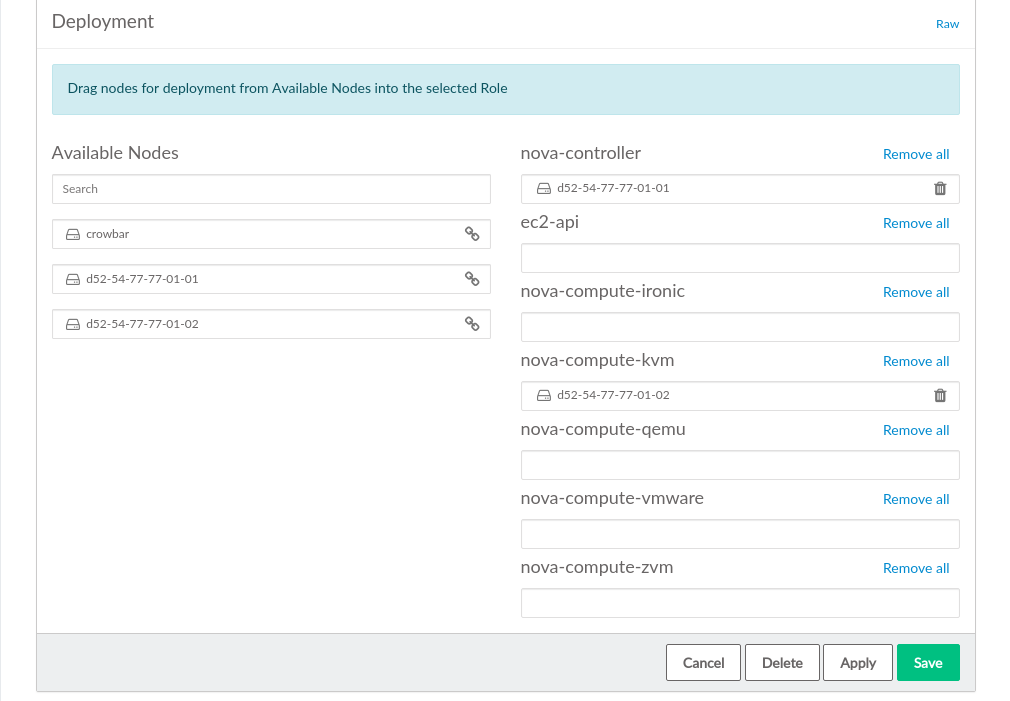 Deployment
Raw
Drag nodes for deployment from Available Nodes into the selected Role
Available Nodes
Search
crowbar
d52-54-77-77-01-01
d52-54-77-77-01-02
nova-controller
Remove all
d52-54-77-77-01-01
ec2-api
Remove all
nova-compute-ironic
Remove all
nova-compute-kvm
Remove all
d52-54-77-77-01-02
nova-compute-qemu
Remove all
nova-compute-vmware
Remove all
nova-compute-zvm
Remove all
Cancel
Delete
Apply
Save